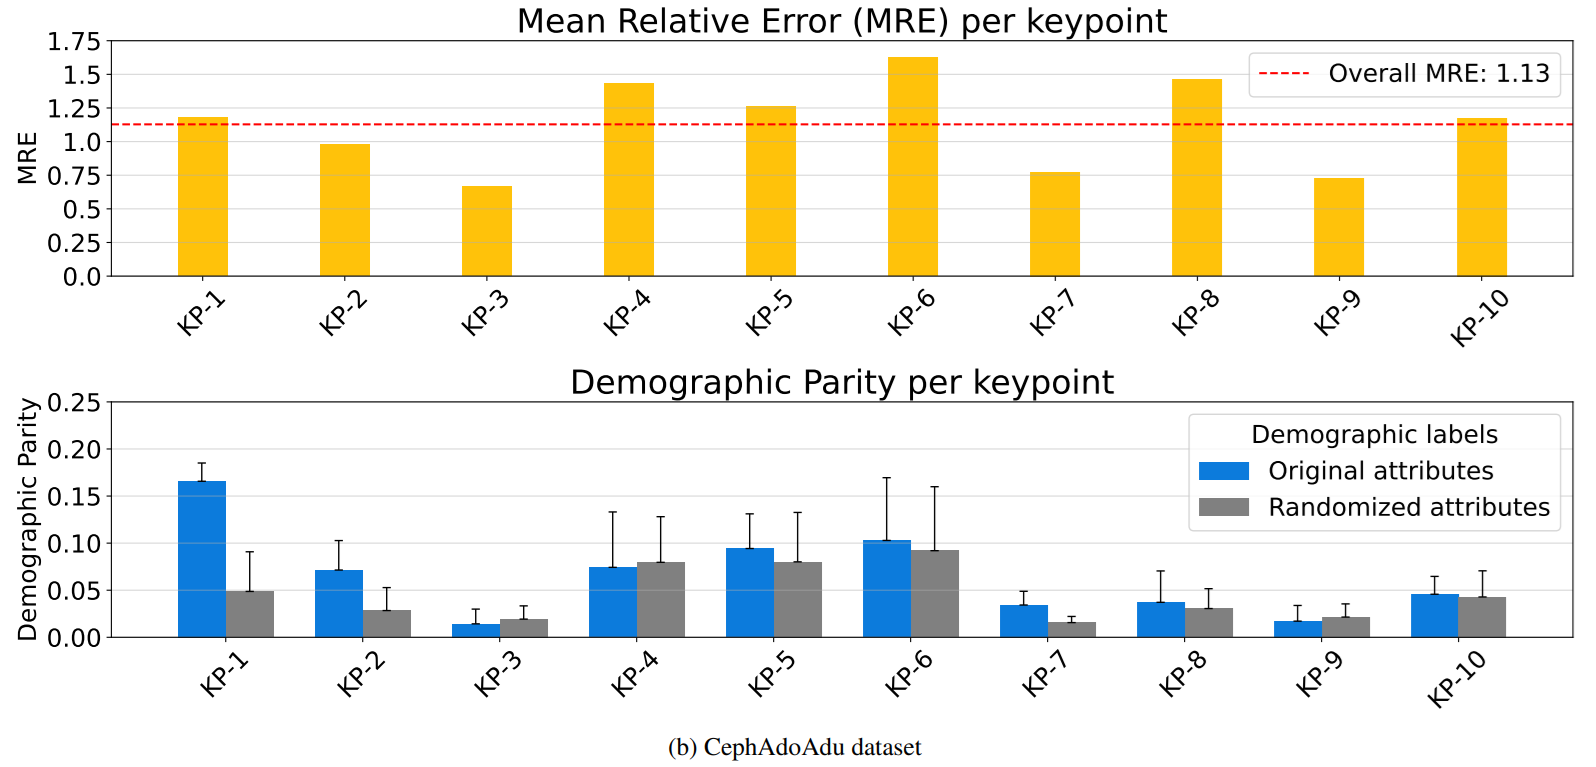 Mean Relative Error (MRE) per keypoint
1.75
1.5
1.25
1.0
0.75
0.5
0.25
0.0
MRE
Overall MRE: 1.13
KP-1 KP-2 KP-3 KP-4 KP-5 KP-6 KP-7 KP-8 KP-9 KP-10
Demographic Parity per keypoint
0.25
0.20
0.15
0.10
0.05
0.00
Demographic Parity
Demographic labels
Original attributes
Randomized attributes
KP-1 KP-2 KP-3 KP-4 KP-5 KP-6 KP-7 KP-8 KP-9 KP-10
(b) CephAdoAdu dataset